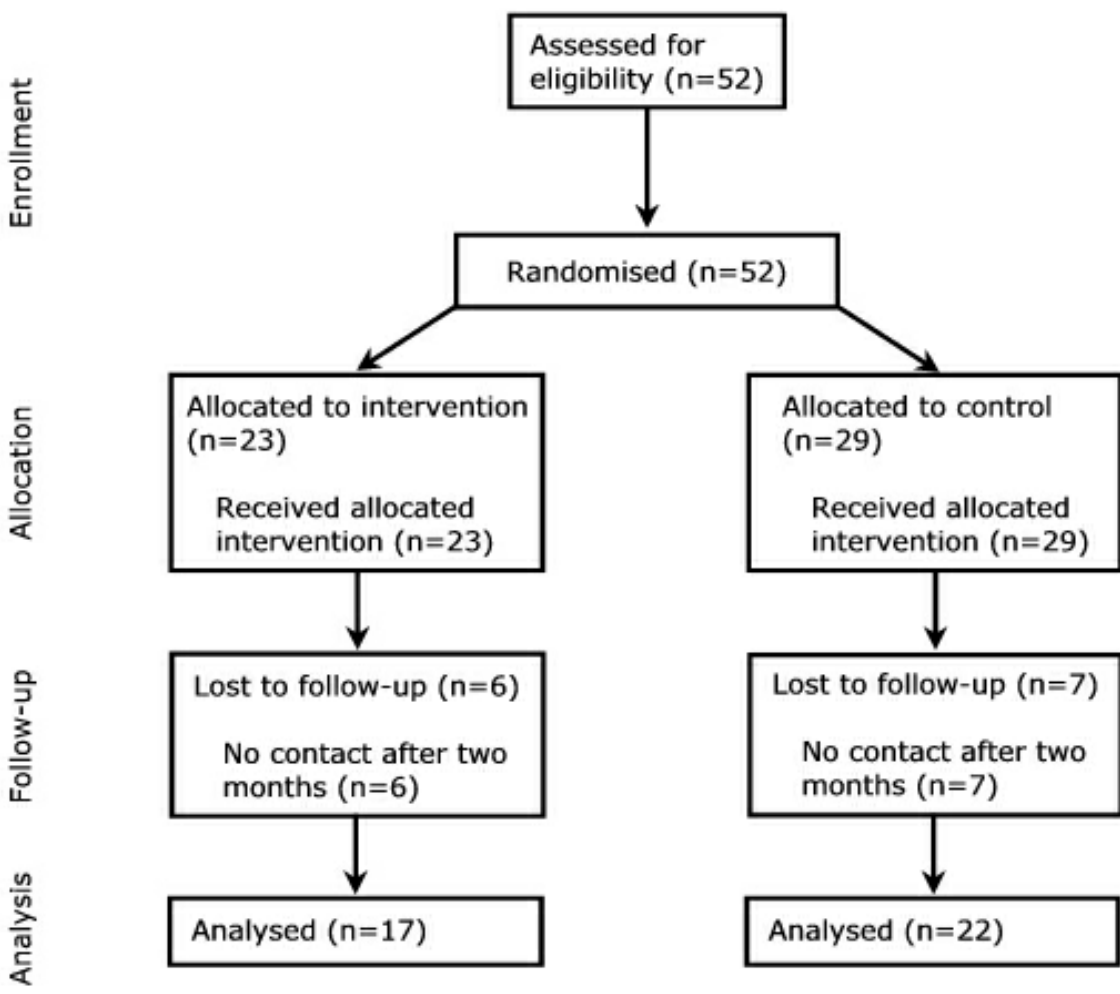 Enrollment
Assessed for
eligibility (n=52)
Randomised (n=52)
Allocation
Allocated to intervention
(n=23)
Received allocated
intervention (n=23)
Allocated to control
(n=29)
Received allocated
intervention (n=29)
Follow-up
Lost to follow-up (n=6)
No contact after two
months (n=6)
Lost to follow-up (n=7)
No contact after two
months (n=7)
Analysis
Analysed (n=17)
Analysed (n=22)